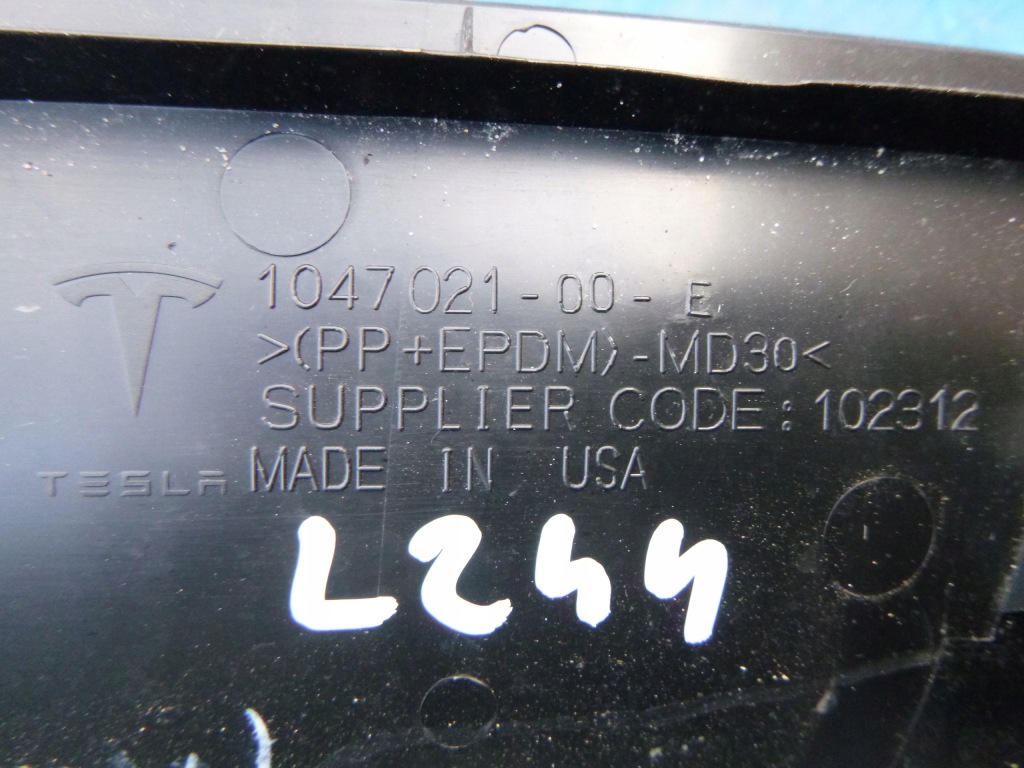 1047021-00-E
>(PP+EPDM)-MD30<
SUPPLIER CODE: 102312
TESLA MADE IN USA
L244